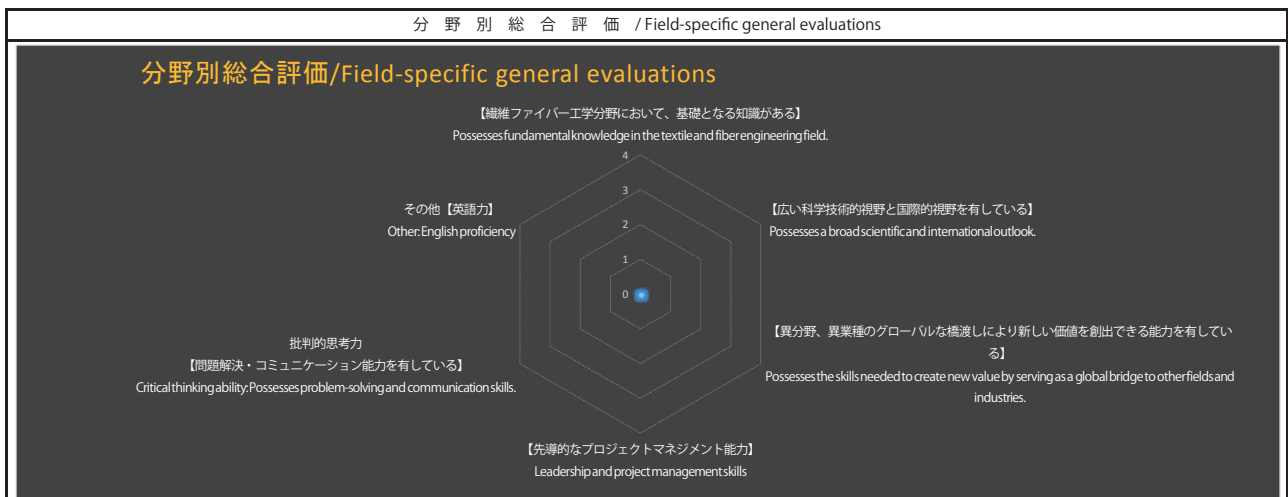 分 野 別 総 合 評 価 / Field-specific general evaluations
分野別総合評価/Field-specific general evaluations
【繊維ファイバー工学分野において、基礎となる知識がある】
Possesses fundamental knowledge in the textile and fiber engineering field.
4
3
2
1
0
その他【英語力】
Other: English proficiency
【広い科学技術的視野と国際的視野を有している】
Possesses a broad scientific and international outlook.
批判的思考力
【問題解決・コミュニケーション能力を有している】
Critical thinking ability: Possesses problem-solving and communication skills.
【異分野、異業種のグローバルな橋渡しにより新しい価値を創出できる能力を有してい
る】
Possesses the skills needed to create new value by serving as a global bridge to other fields and
industries.
【先導的なプロジェクトマネジメント能力】
Leadership and project management skills